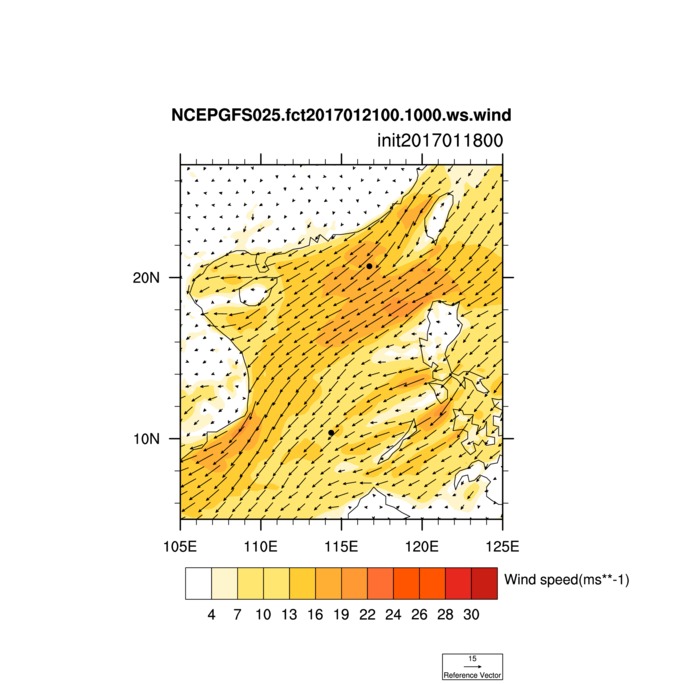 NCEPGFS025.fct2017012100.1000.ws.wind
init2017011800
20N
10N
105E 110E 115E 120E 125E
Wind speed(ms**-1)
4 7 10 13 16 19 22 24 26 28 30
15
Reference Vector